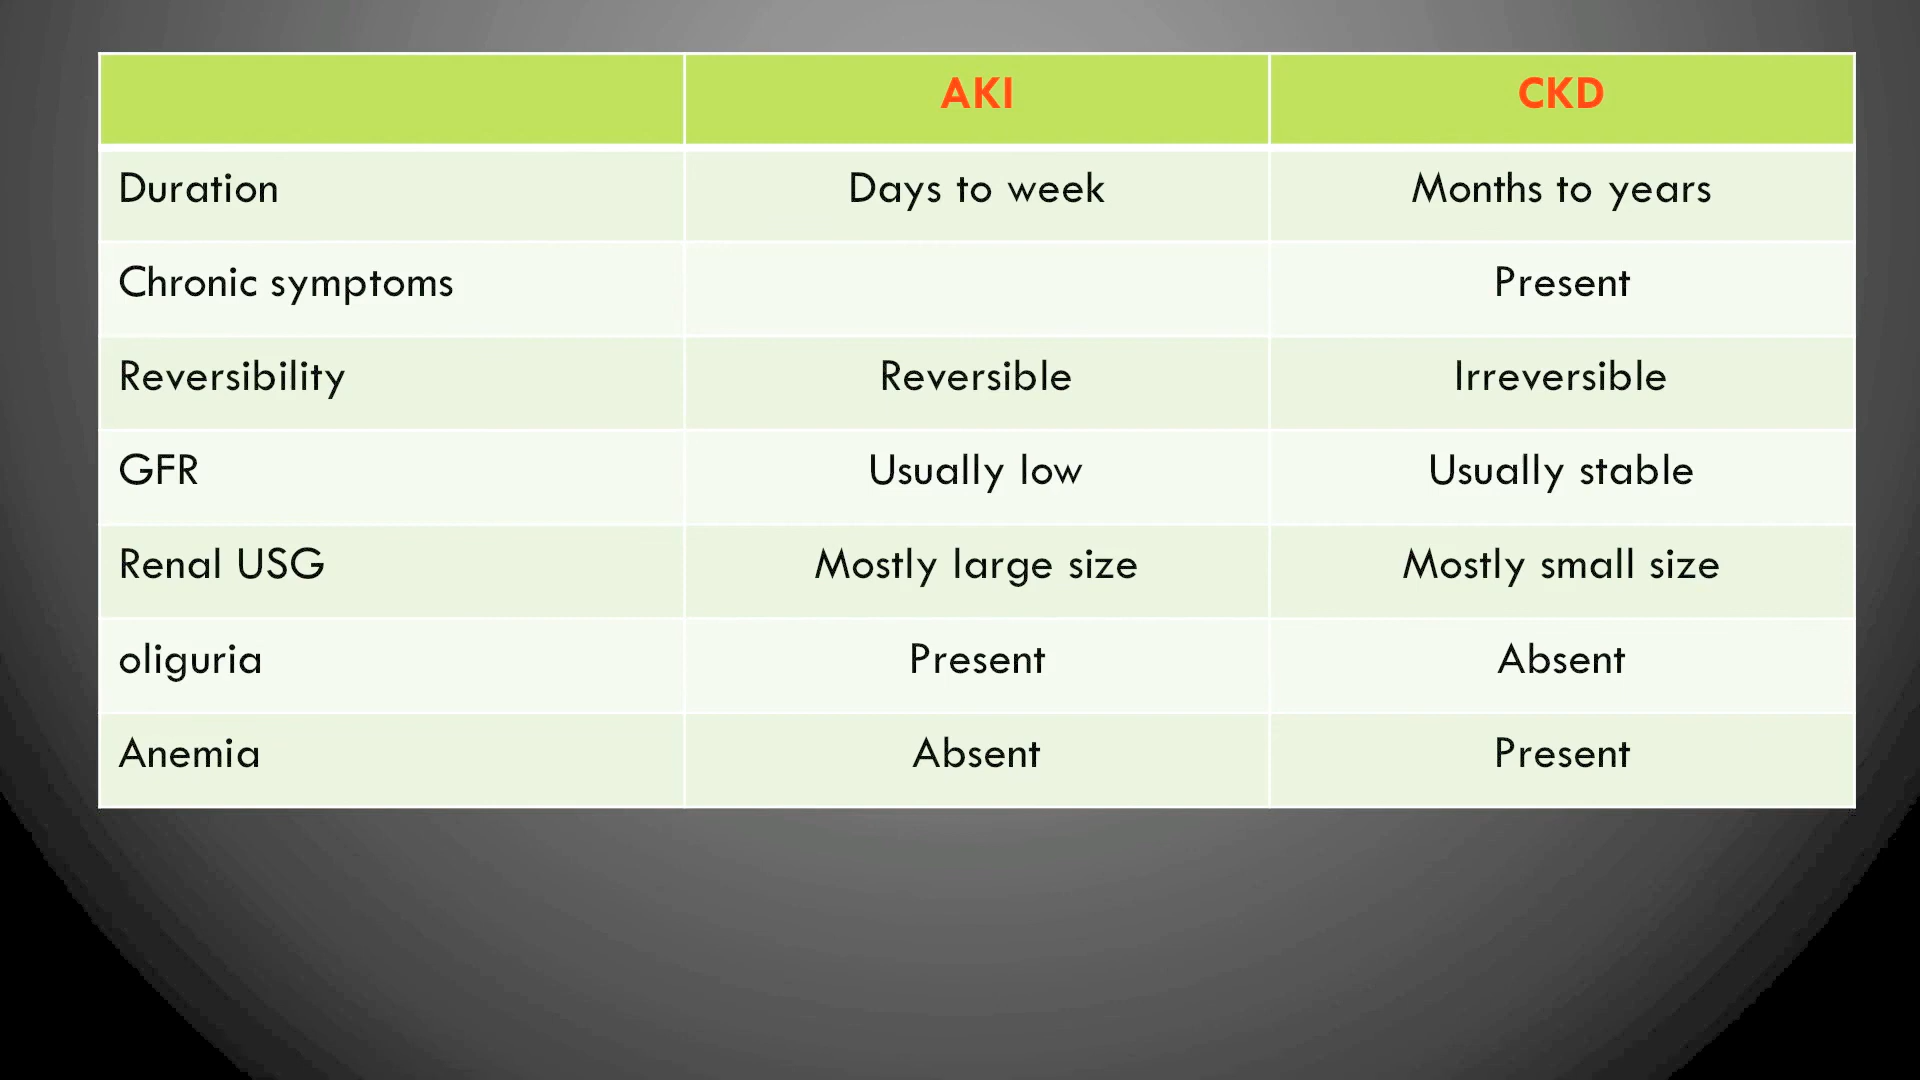 AKI CKD
Duration Days to week Months to years
Chronic symptoms Present
Reversibility Reversible Irreversible
GFR Usually low Usually stable
Renal USG Mostly large size Mostly small size
oliguria Present Absent
Anemia Absent Present